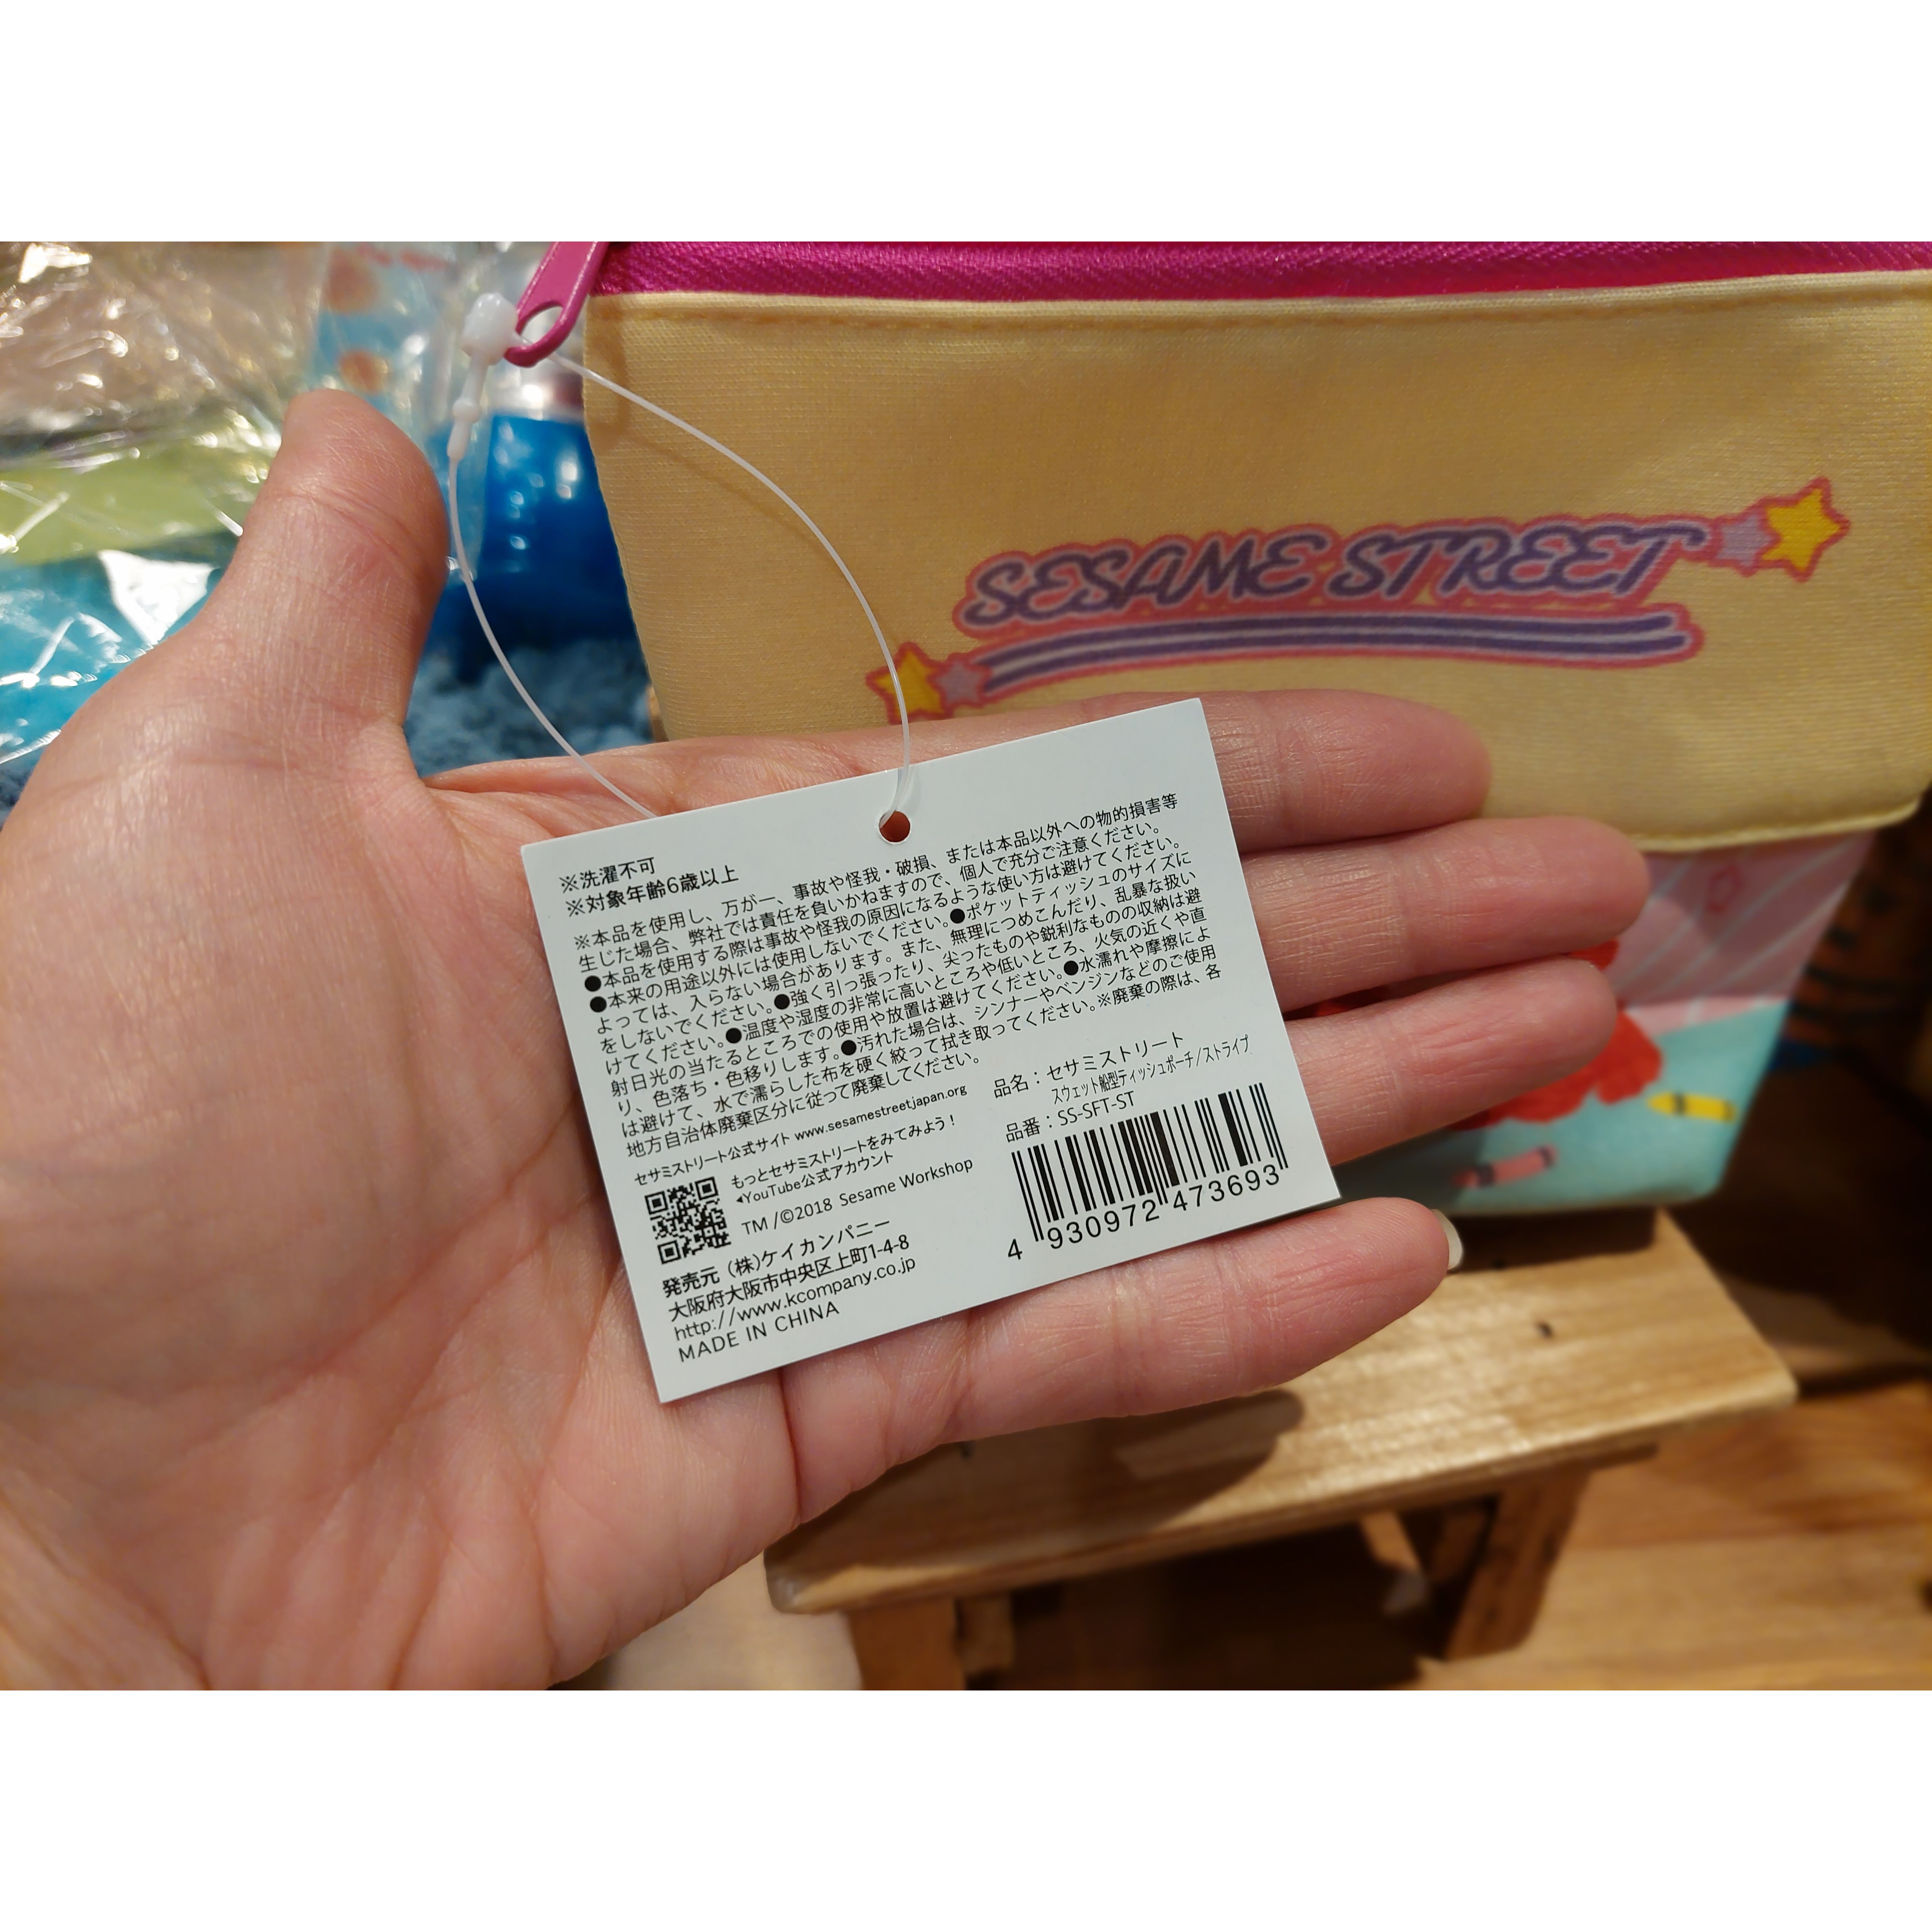 SESAME STREET
※洗濯不可
※対象年齢6歳以上
※本品を使用し、万が一、事故や怪我・破損、または本品以外への物的損害等
生じた場合、弊社では責任を負いかねますので、個人で充分ご注意ください。
●本品を使用する際は事故や怪我の原因になるような使い方は避けてください。
●本来の用途以外には使用しないでください。●ポケットティッシュのサイズに
よっては、入らない場合があります。また、無理につめこんだり、乱暴な扱い
をしないでください。●強く引っ張ったり、尖ったものや鋭利なものの収納は避
けてください。●温度や湿度の非常に高いところや低いところ、火気の近くや直
射日光の当たるところでの使用や放置は避けてください。●水濡れや摩擦によ
り、色落ち・色移りします。●汚れた場合は、シンナーやベンジンなどのご使用
は避けて、水で濡らした布を硬く絞って拭き取ってください。※廃棄の際は、各
地方自治体廃棄区分に従って廃棄してください。
セサミストリート公式サイト www.sesamestreetjapan.org
もっとセサミストリートをみてみよう！
◀YouTube公式アカウント
TM/©2018 Sesame Workshop
発売元 (株)ケイカンパニー
大阪府大阪市中央区上町1-4-8
http://www.kcompany.co.jp
MADE IN CHINA
品名：セサミストリート
スウェット船型ティッシュポーチ/ストライプ
品番：SS-SFT-ST
4 930972 473693